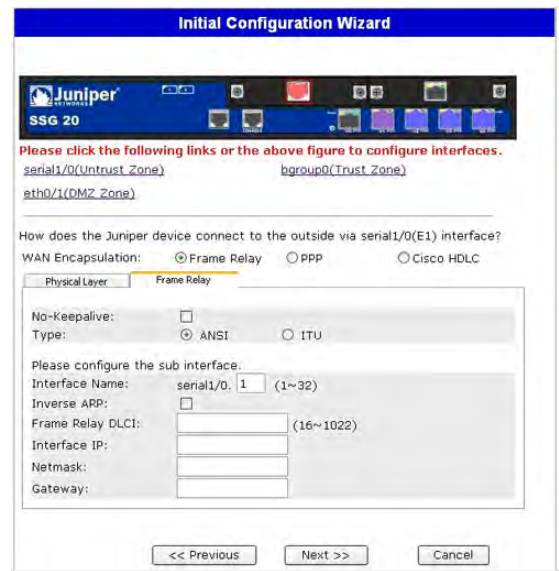 Initial Configuration Wizard
Juniper
NETWORKS
SSG 20
CONSOLE
Please click the following links or the above figure to configure interfaces.
serial1/0(Untrust Zone) bgroup0(Trust Zone)
eth0/1(DMZ Zone)
How does the Juniper device connect to the outside via serial1/0(E1) interface?
WAN Encapsulation: Frame Relay PPP Cisco HDLC
Physical Layer Frame Relay
No-Keepalive:
Type: ANSI ITU
Please configure the sub interface.
Interface Name: serial1/0. 1 (1~32)
Inverse ARP:
Frame Relay DLCI: (16~1022)
Interface IP:
Netmask:
Gateway:
<< Previous Next >> Cancel